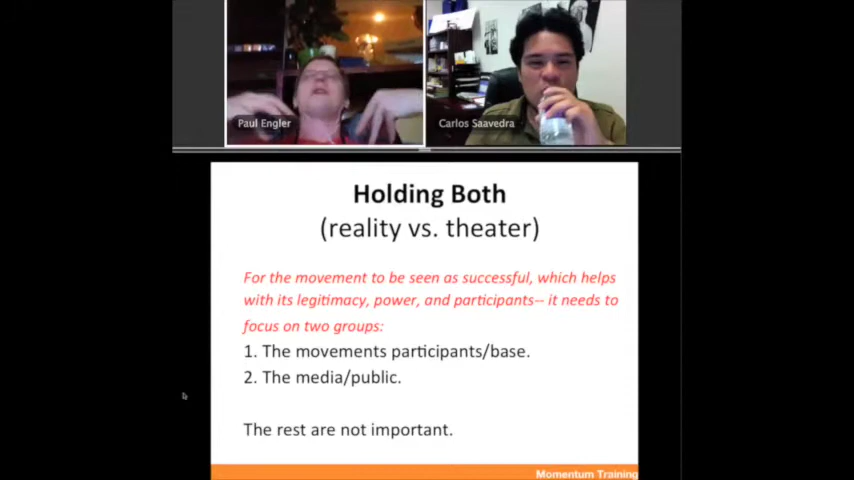 Paul Engler
Carlos Saavedra
Holding Both
(reality vs. theater)
For the movement to be seen as successful, which helps
with its legitimacy, power, and participants-- it needs to
focus on two groups:
1. The movements participants/base.
2. The media/public.
The rest are not important.
Momentum Training